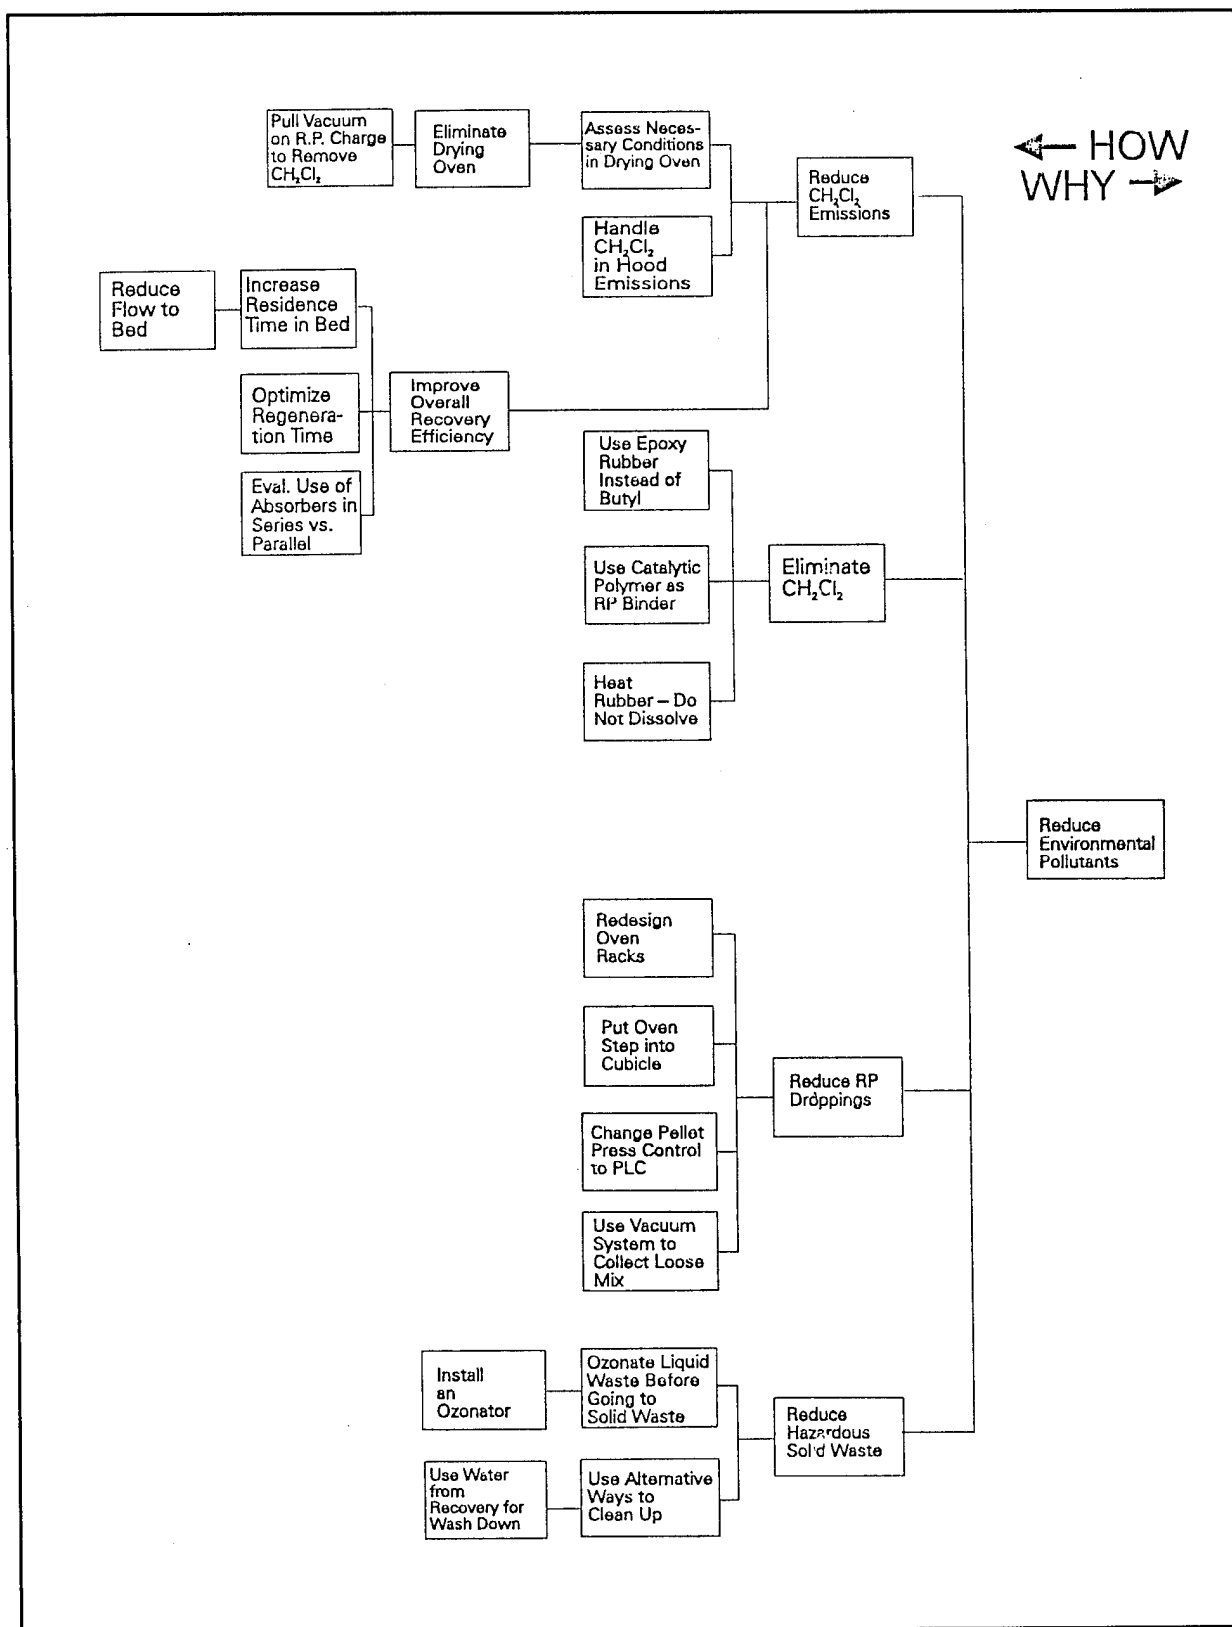 Pull Vacuum
on R.P. Charge
to Remove
CH₂Cl₂
Eliminate
Drying
Oven
Assess Neces-
sary Conditions
in Drying Oven
Reduce
CH₂Cl₂
Emissions
HOW
WHY
Handle
CH₂Cl₂
in Hood
Emissions
Reduce
Flow to
Bed
Increase
Residence
Time in Bed
Optimize
Regenera-
tion Time
Improve
Overall
Recovery
Efficiency
Eval. Use of
Absorbers in
Series vs.
Parallel
Use Epoxy
Rubber
Instead of
Butyl
Use Catalytic
Polymer as
RP Binder
Eliminate
CH₂Cl₂
Heat
Rubber – Do
Not Dissolve
Reduce
Environmental
Pollutants
Redesign
Oven
Racks
Put Oven
Step into
Cubicle
Reduce RP
Droppings
Change Pellet
Press Control
to PLC
Use Vacuum
System to
Collect Loose
Mix
Install
an
Ozonator
Ozonate Liquid
Waste Before
Going to
Solid Waste
Reduce
Hazardous
Solid Waste
Use Water
from
Recovery for
Wash Down
Use Alternative
Ways to
Clean Up